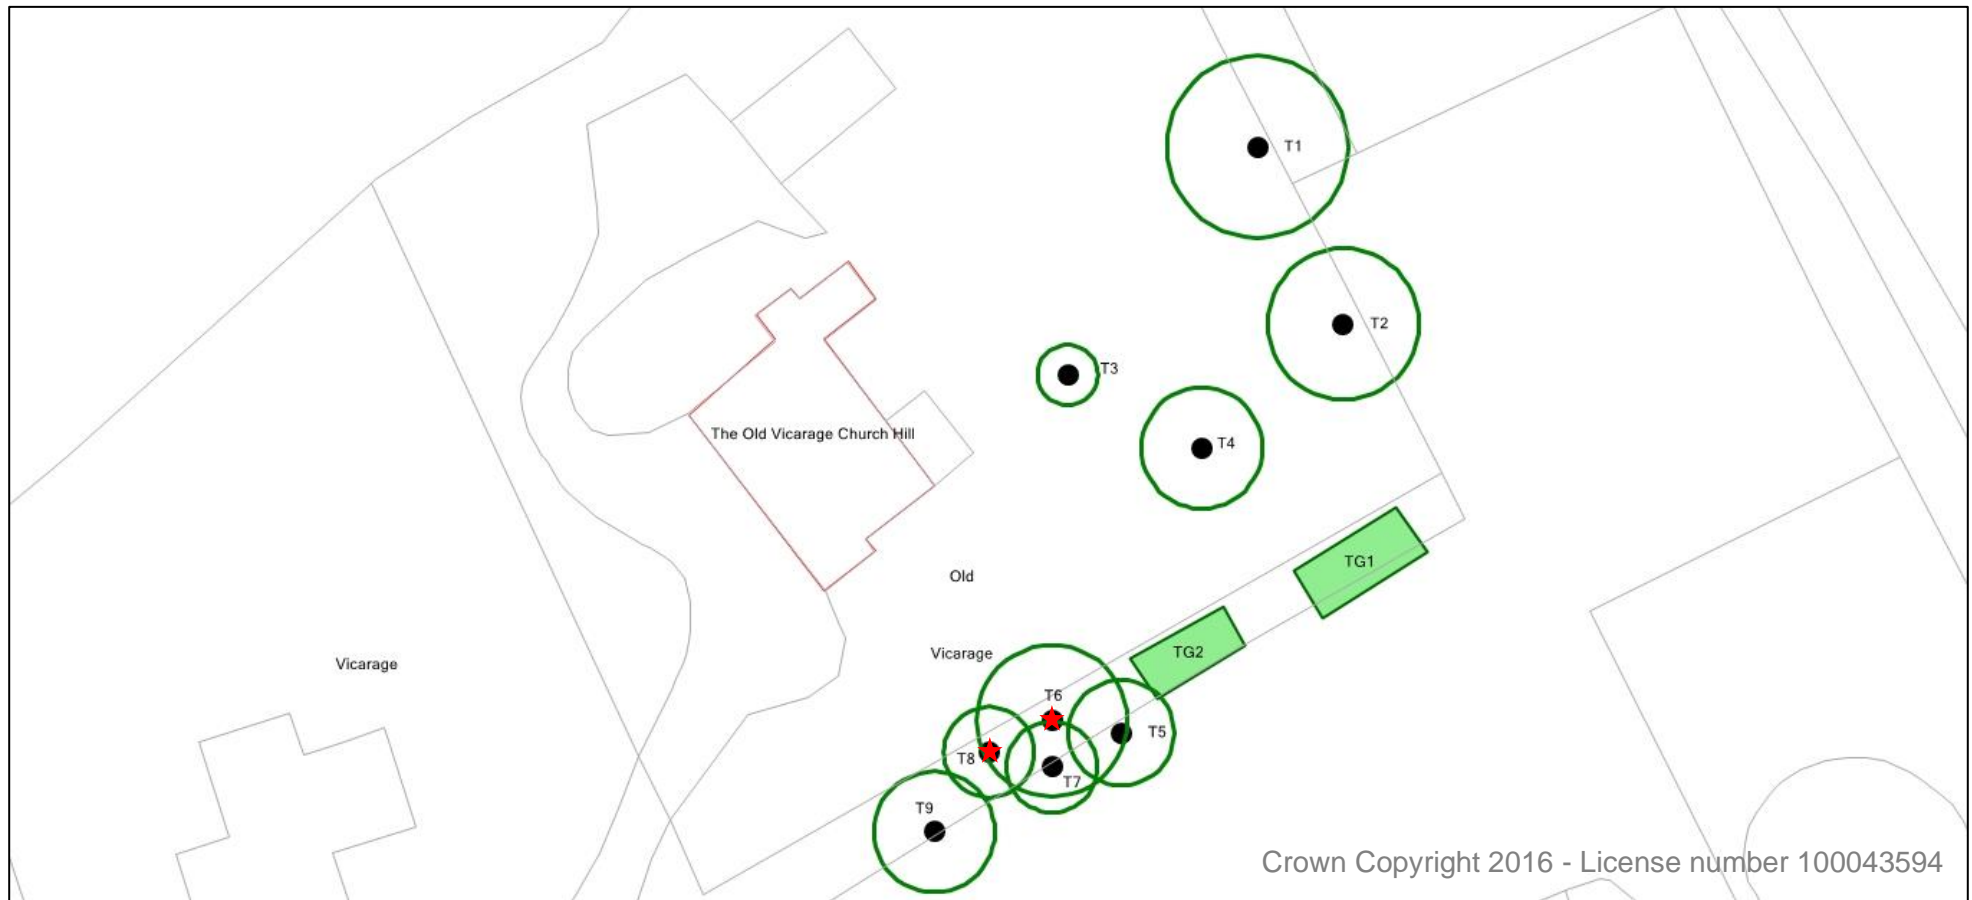 T1
T2
T3
T4
The Old Vicarage Church Hill
TG1
Old
TG2
Vicarage
Vicarage
T6
T5
T8
T7
T9
Crown Copyright 2016 - License number 100043594